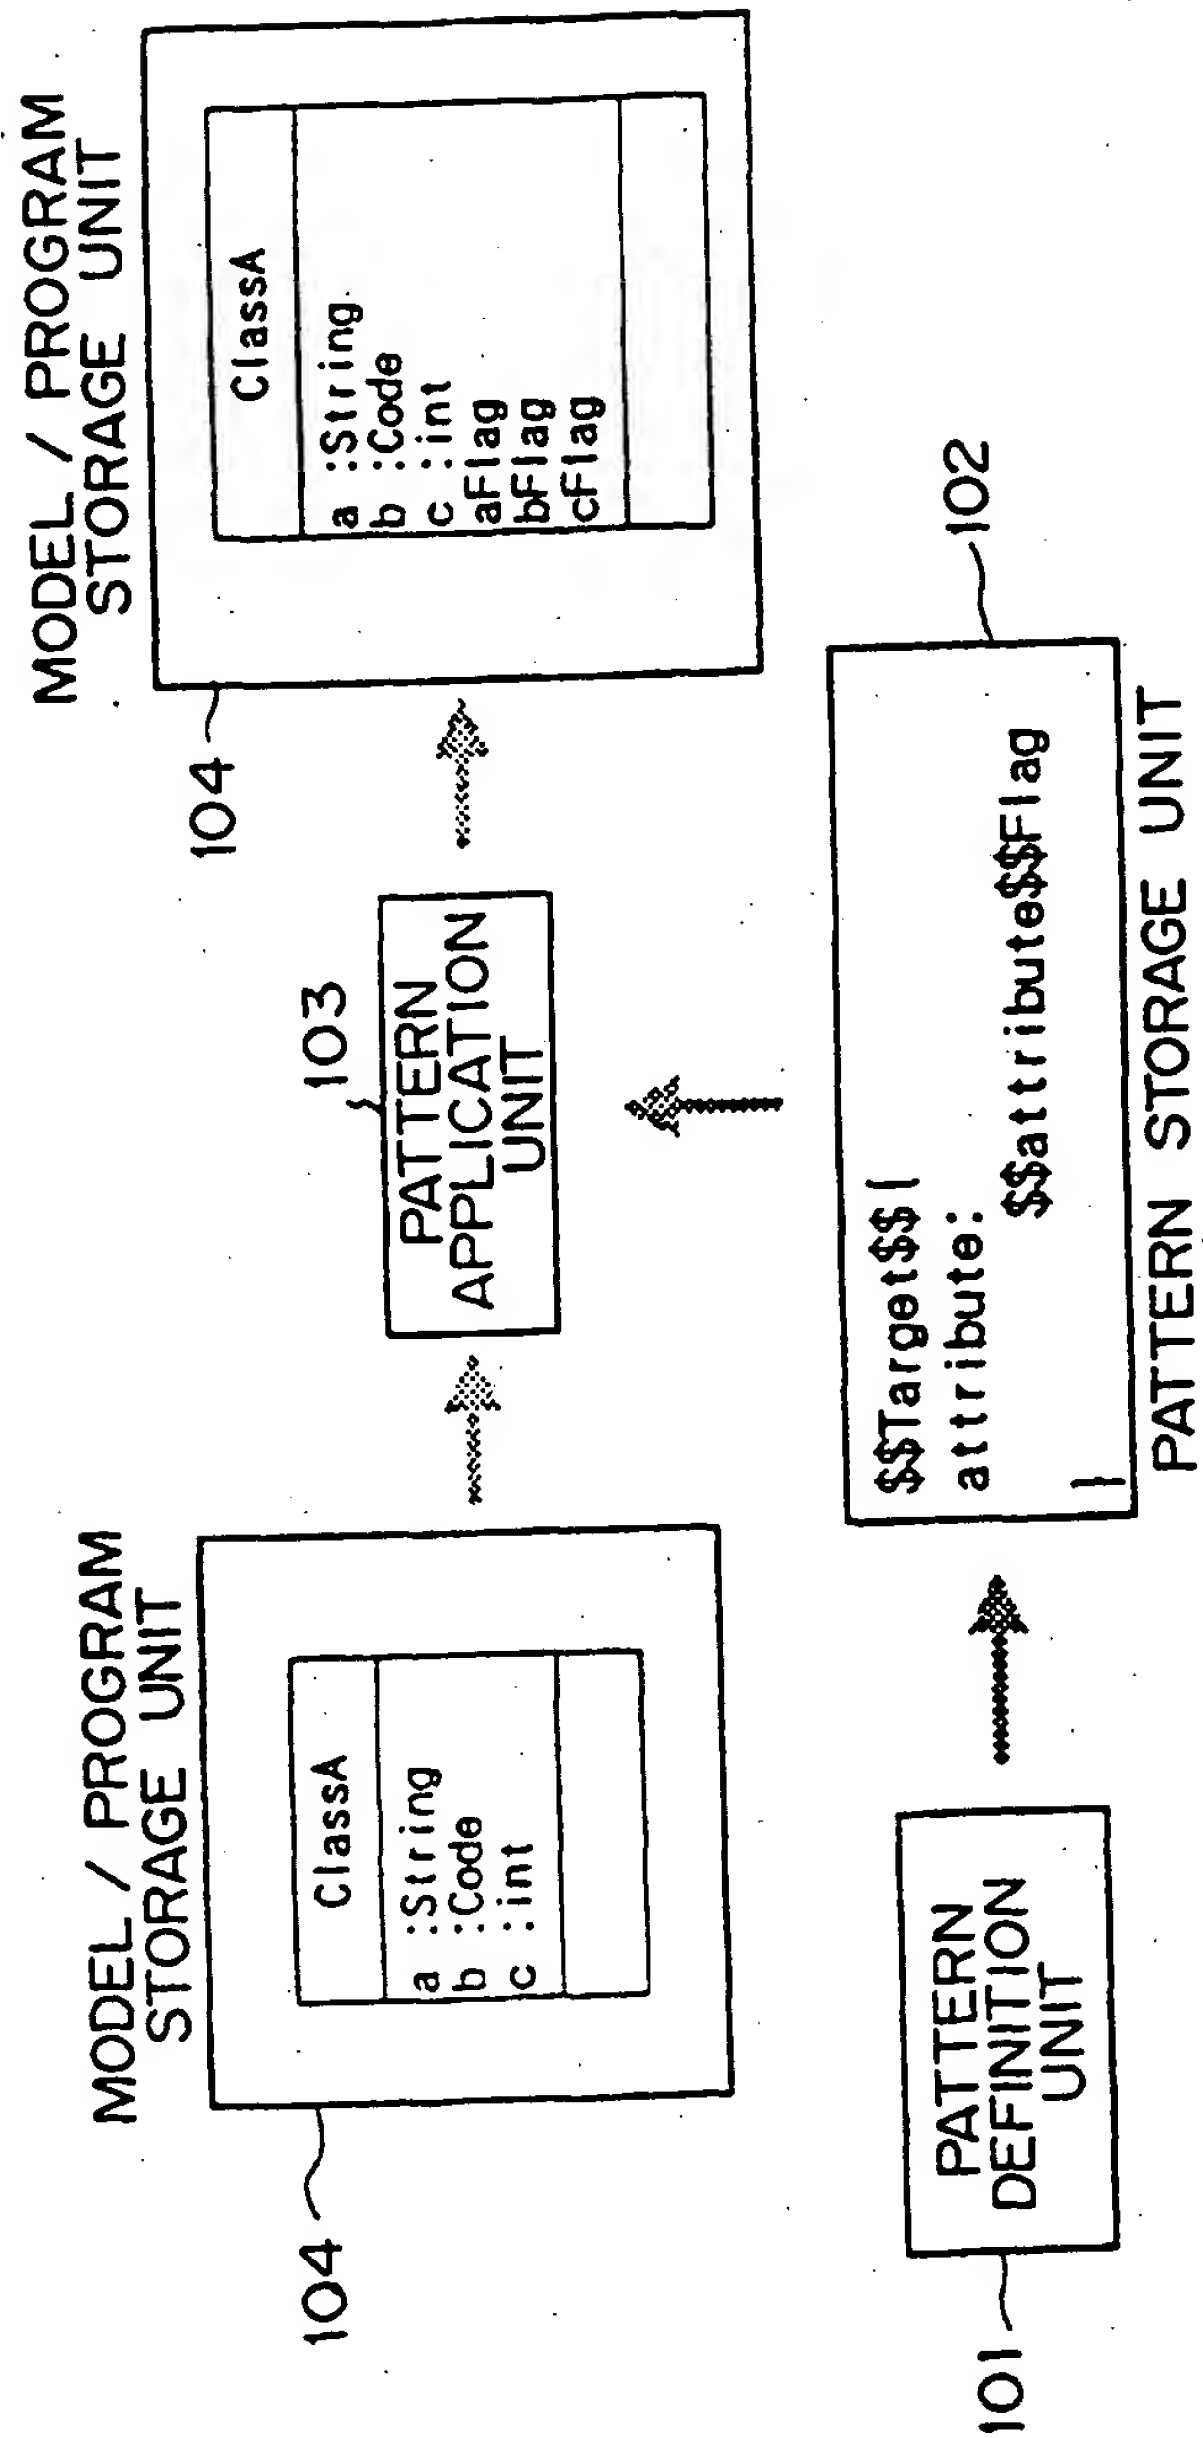 MODEL / PROGRAM
STORAGE UNIT
104
ClassA
a :String
b :Code
c :int
103
PATTERN
APPLICATION
UNIT
MODEL / PROGRAM
STORAGE UNIT
104
ClassA
a :String
b :Code
c :int
aFlag
bFlag
cFlag
101
PATTERN
DEFINITION
UNIT
102
$$Target$${
attribute:
$$attribute$$Flag
}
PATTERN STORAGE UNIT